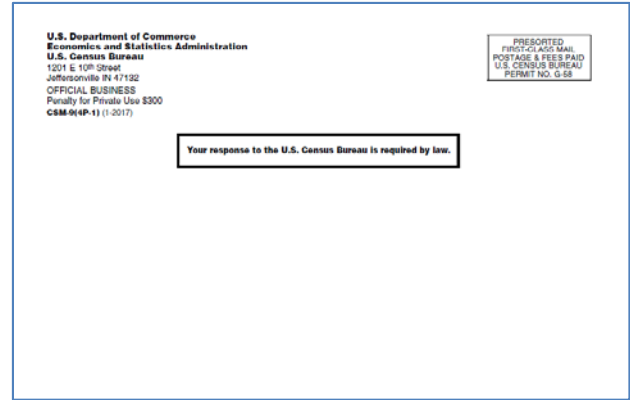 U.S. Department of Commerce
Economics and Statistics Administration
U.S. Census Bureau
1201 E 10th Street
Jeffersonville IN 47132
OFFICIAL BUSINESS
Penalty for Private Use $300
CSM-9(4P-1) (1-2017)
PRESORTED
FIRST-CLASS MAIL
POSTAGE & FEES PAID
U.S. CENSUS BUREAU
PERMIT NO. G-58
Your response to the U.S. Census Bureau is required by law.